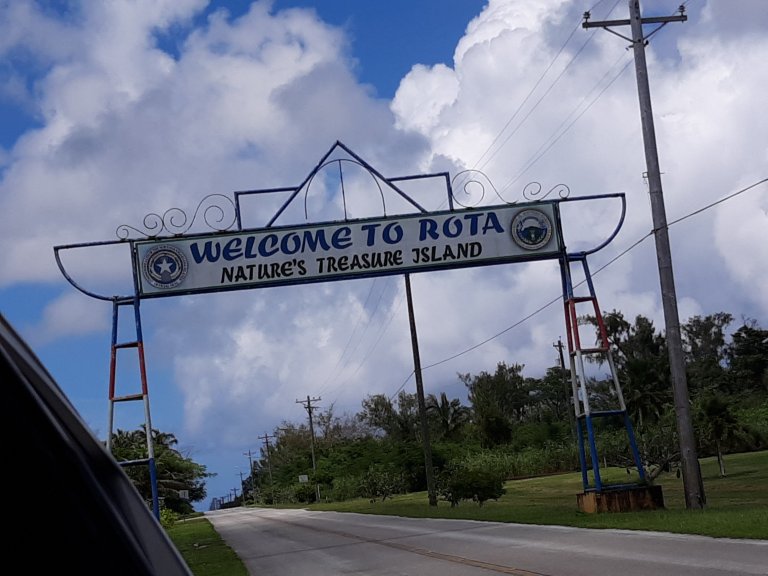 WELCOME TO ROTA
NATURE'S TREASURE ISLAND